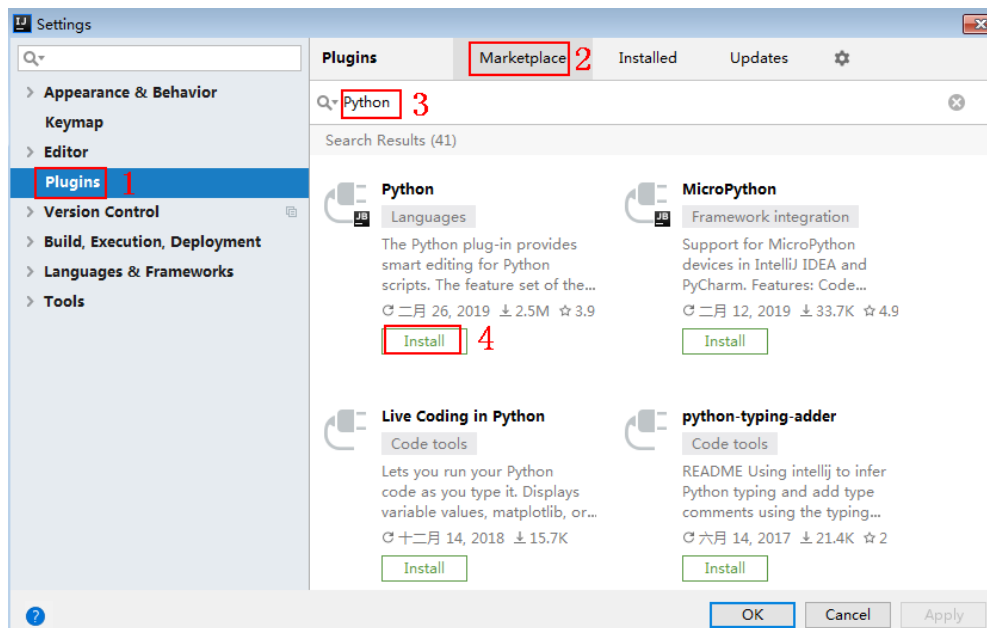 Settings
Appearance & Behavior
Keymap
Editor
Plugins 1
Version Control
Build, Execution, Deployment
Languages & Frameworks
Tools
Plugins
Marketplace 2
Installed
Updates
Python 3
Search Results (41)
Python
Languages
The Python plug-in provides
smart editing for Python
scripts. The feature set of the...
二月 26, 2019 2.5M 3.9
Install 4
MicroPython
Framework integration
Support for MicroPython
devices in IntelliJ IDEA and
PyCharm. Features: Code...
二月 12, 2019 33.7K 4.9
Install
Live Coding in Python
Code tools
Lets you run your Python
code as you type it. Displays
variable values, matplotlib, or...
十二月 14, 2018 15.7K
Install
python-typing-adder
Code tools
README Using intellij to infer
Python typing and add type
comments using the typing...
六月 14, 2017 21.4K 2
Install
?
OK
Cancel
Apply